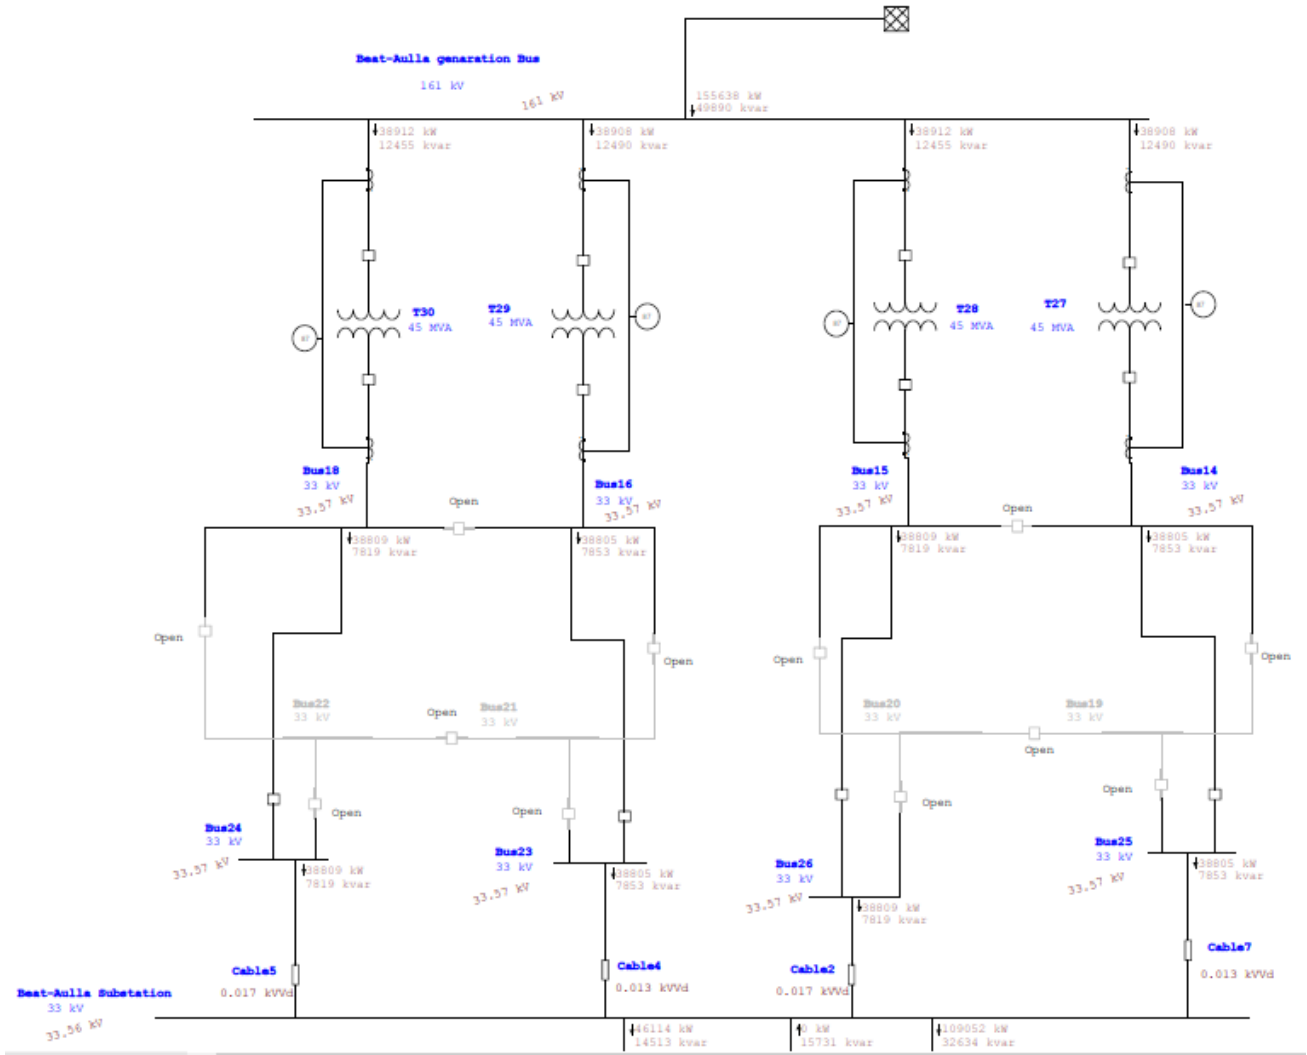 Beat-Aulla genaration Bus
161 kV
161 kV
155638 kW
49890 kvar
38912 kW
12455 kvar
38908 kW
12490 kvar
38912 kW
12455 kvar
38908 kW
12490 kvar
T30
45 MVA
T29
45 MVA
T28
45 MVA
T27
45 MVA
87
87
87
87
Bus18
33 kV
33.57 kV
Bus16
33 kV
33.57 kV
Bus15
33 kV
33.57 kV
Bus14
33 kV
33.57 kV
Open
Open
38809 kW
7819 kvar
38805 kW
7853 kvar
38809 kW
7819 kvar
38805 kW
7853 kvar
Open
Open
Open
Open
Bus22
33 kV
Open
Bus21
33 kV
Bus20
33 kV
Bus19
33 kV
Open
Open
Open
Open
Open
Bus24
33 kV
33.57 kV
38809 kW
7819 kvar
Bus23
33 kV
33.57 kV
38805 kW
7853 kvar
Bus26
33 kV
33.57 kV
38809 kW
7819 kvar
Bus25
33 kV
33.57 kV
38805 kW
7853 kvar
Cable5
0.017 kVVd
Cable4
0.013 kVVd
Cable2
0.017 kVVd
Cable7
0.013 kVVd
Beat-Aulla Substation
33 kV
33.56 kV
46114 kW
14513 kvar
0 kW
15731 kvar
109052 kW
32634 kvar